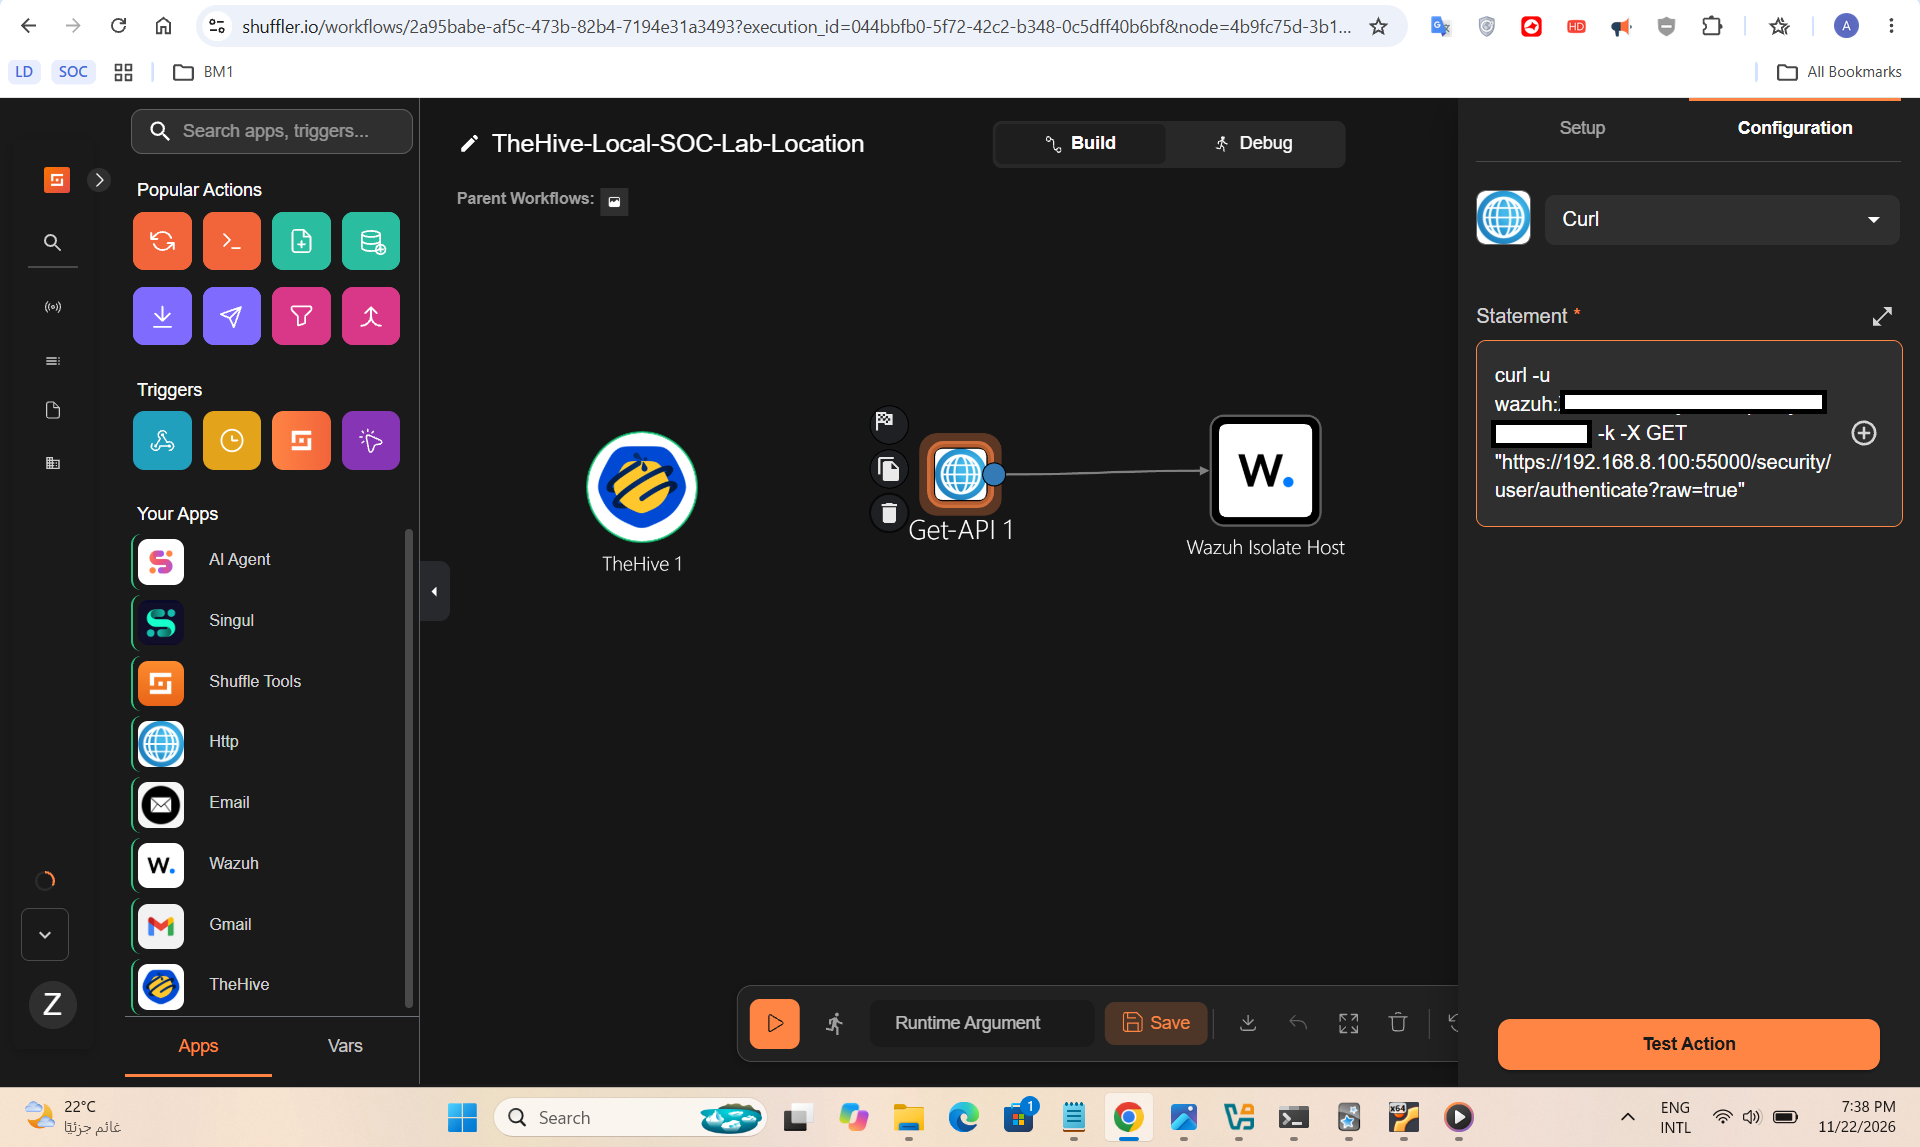 shuffler.io/workflows/2a95babe-af5c-473b-82b4-7194e31a3493?execution_id=044bbfb0-5f72-42c2-b348-0c5dff40b6bf&node=4b9fc75d-3b1...
HD
A
LD
SOC
BM1
All Bookmarks
Search apps, triggers...
Popular Actions
Triggers
Your Apps
AI Agent
Singul
Shuffle Tools
Http
Email
W.
Wazuh
Gmail
TheHive
Z
Apps
Vars
TheHive-Local-SOC-Lab-Location
Build
Debug
Parent Workflows:
TheHive 1
Get-API 1
W.
Wazuh Isolate Host
Runtime Argument
Save
Setup
Configuration
Curl
Statement *
curl -u
wazuh:
-k -X GET
"https://192.168.8.100:55000/security/
user/authenticate?raw=true"
Test Action
22°C
غائم جزئيًا
Search
1
x64
ENG
INTL
7:38 PM
11/22/2026